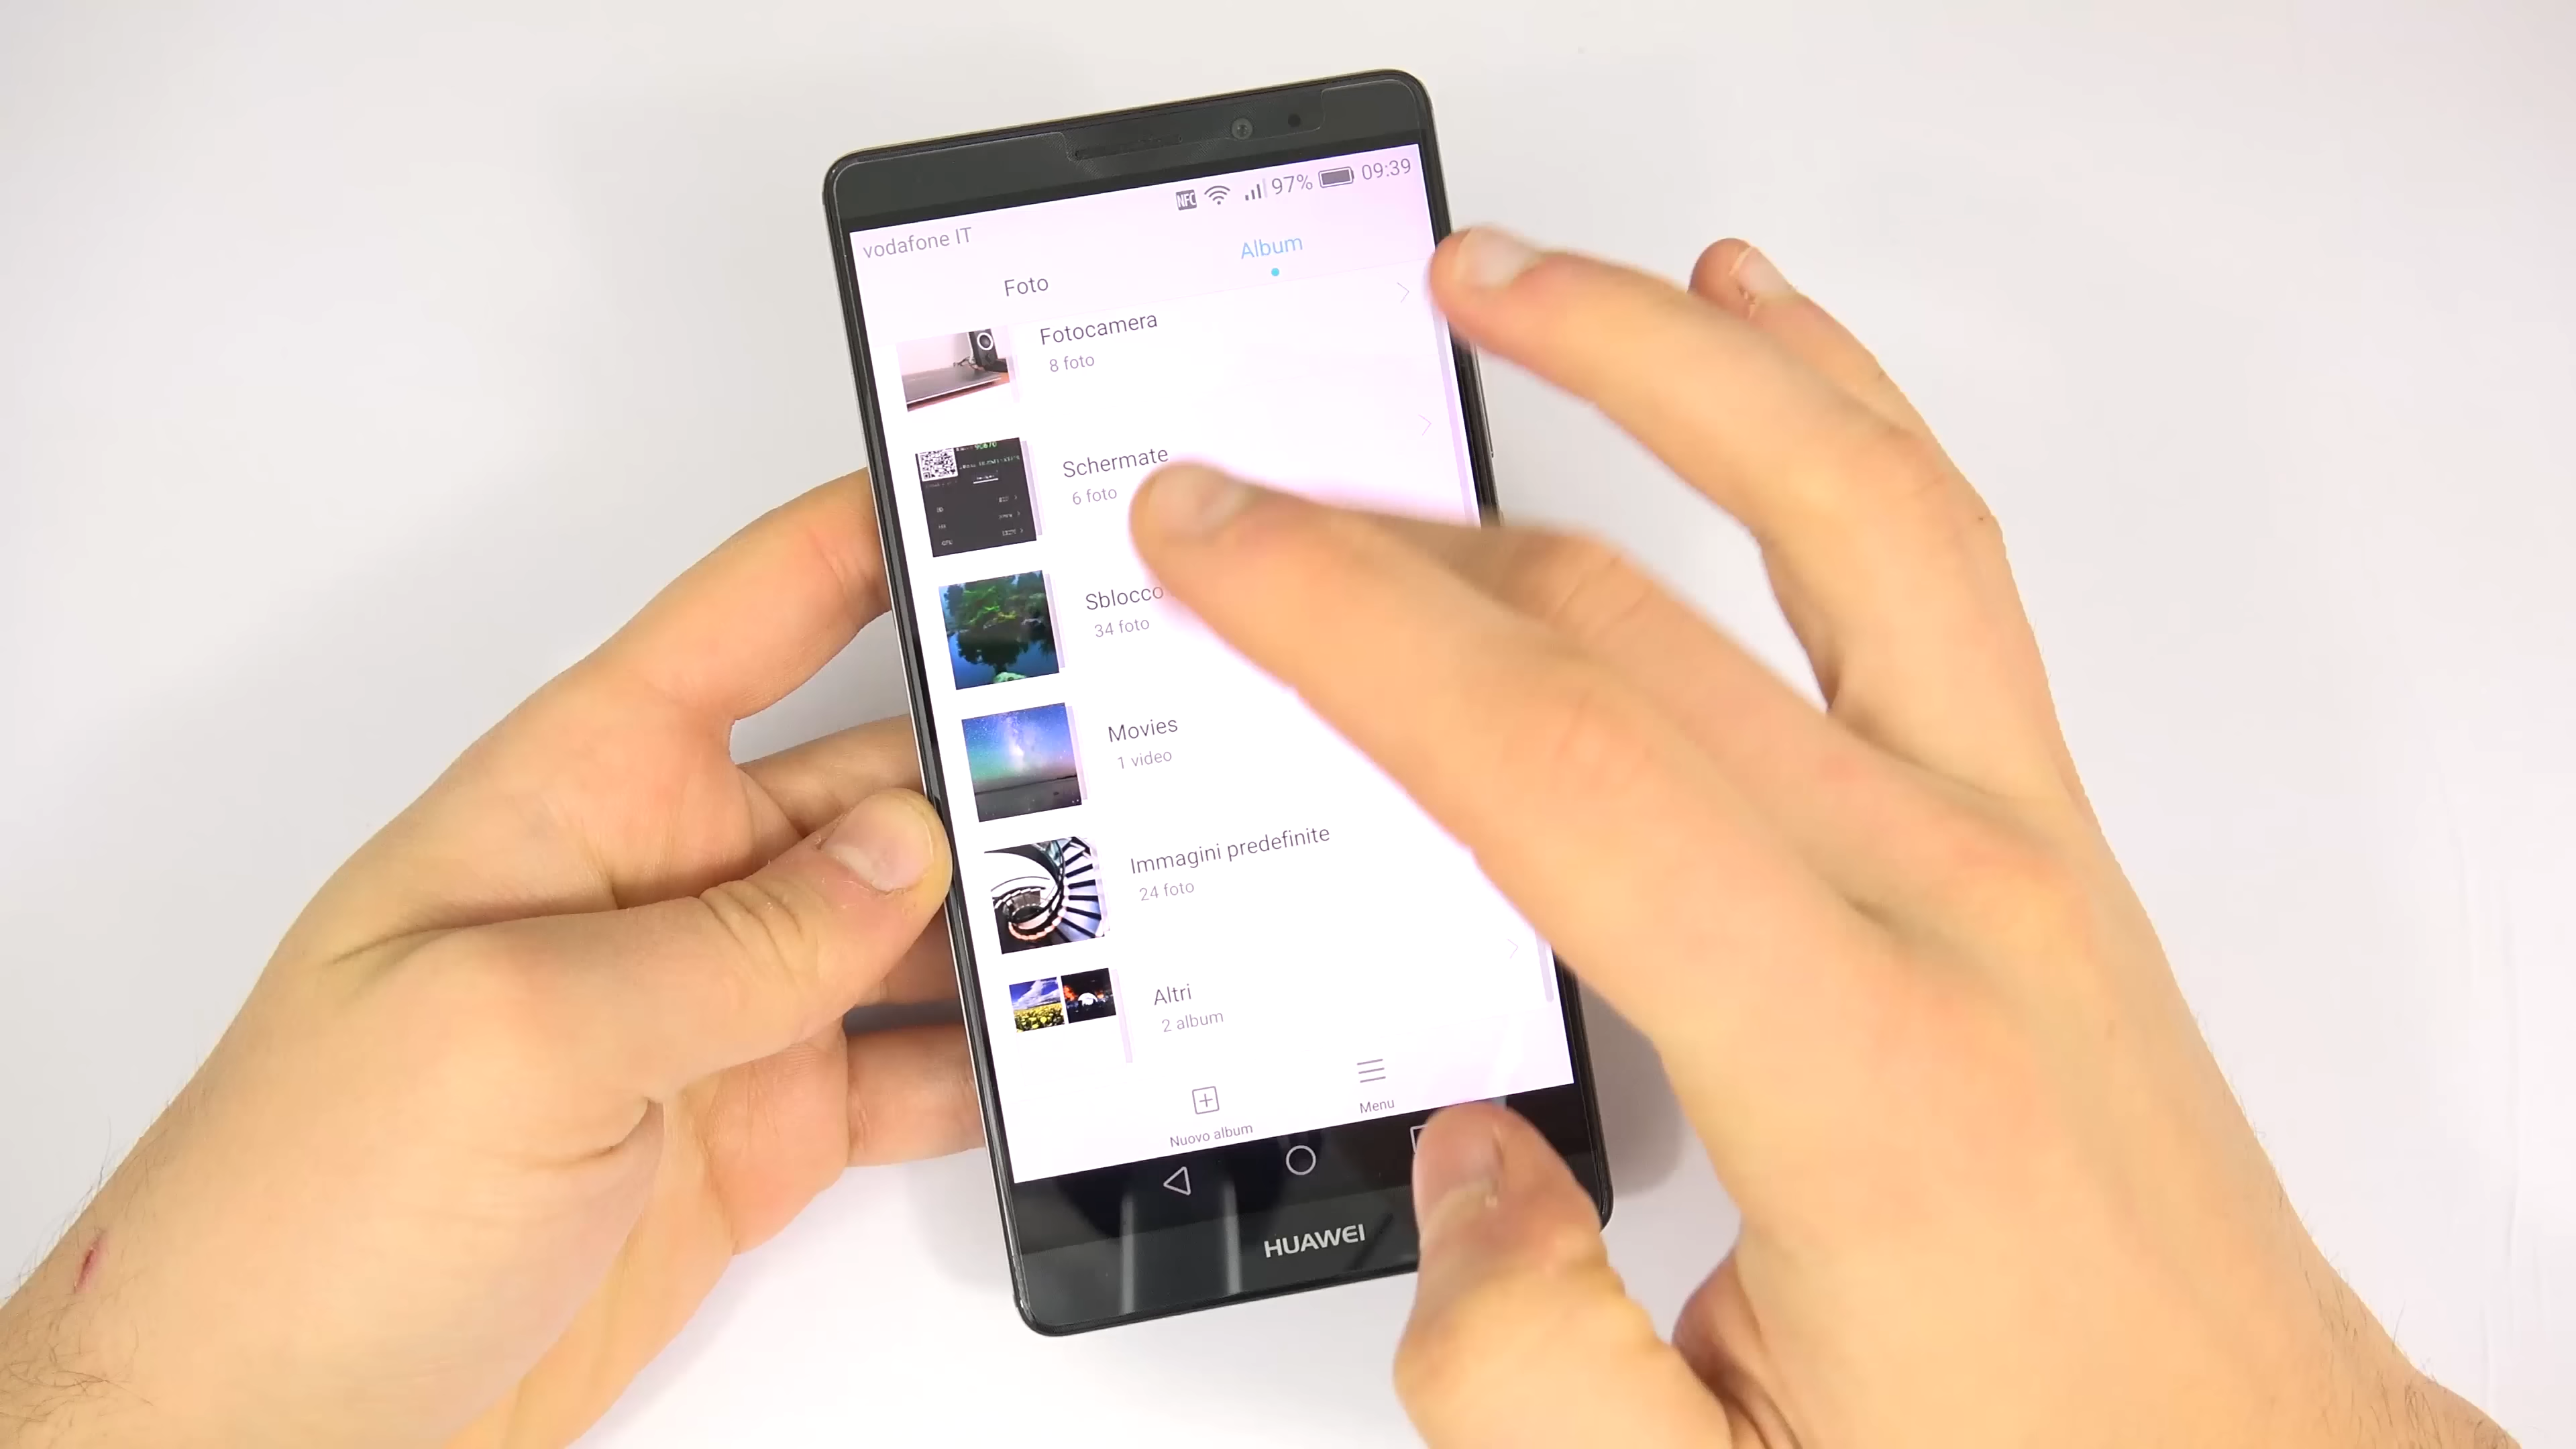 NFC 97% 09:39
vodafone IT
Foto Album
Fotocamera
8 foto
Schermate
6 foto
Sblocco
34 foto
Movies
1 video
Immagini predefinite
24 foto
Altri
2 album
Nuovo album Menu
HUAWEI